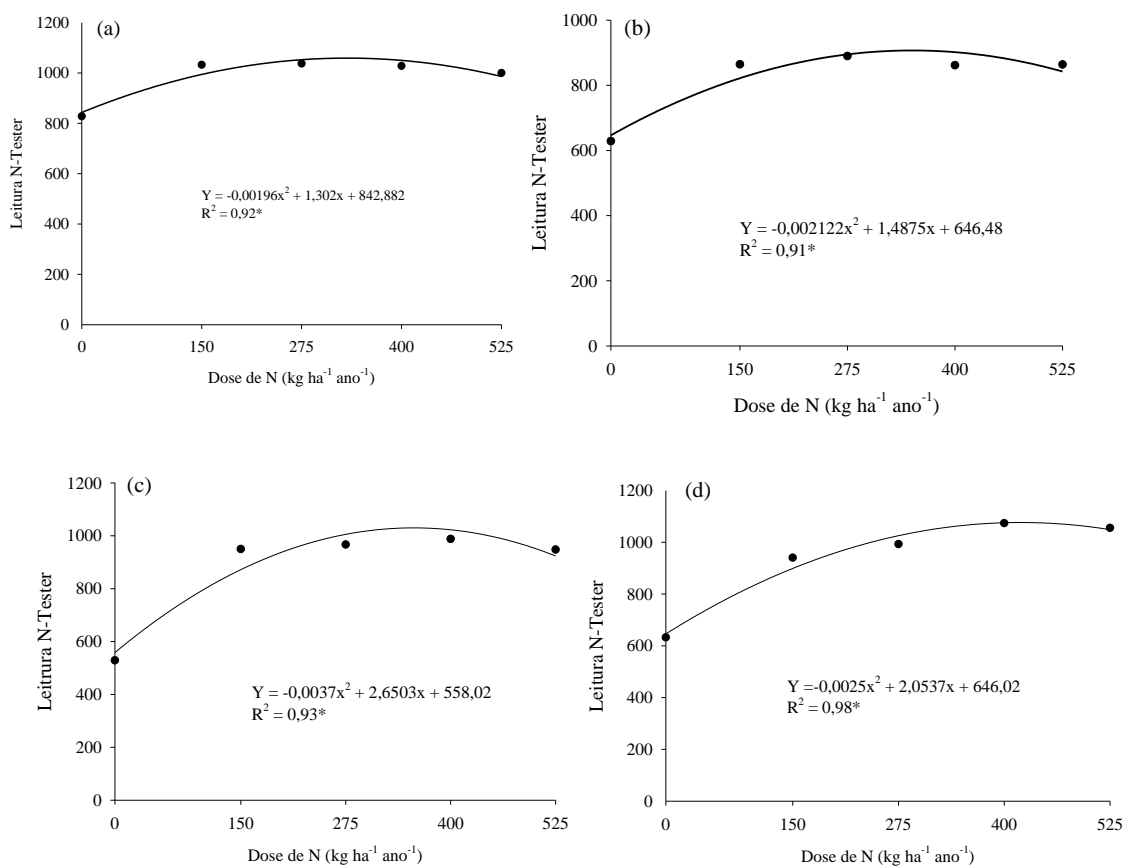 (a)
1200
1000
800
600
400
200
0
Leitura N-Tester
Y = -0,00196x² + 1,302x + 842,882
R² = 0,92*
0 150 275 400 525
Dose de N (kg ha⁻¹ ano⁻¹)
(b)
1000
800
600
400
200
0
Leitura N-Tester
Y = -0,002122x² + 1,4875x + 646,48
R² = 0,91*
0 150 275 400 525
Dose de N (kg ha⁻¹ ano⁻¹)
(c)
1200
1000
800
600
400
200
0
Leitrura N-Tester
Y = -0,0037x² + 2,6503x + 558,02
R² = 0,93*
0 150 275 400 525
Dose de N (kg ha⁻¹ ano⁻¹)
(d)
1200
1000
800
600
400
200
0
Leitura N-Tester
Y =-0,0025x² + 2,0537x + 646,02
R² = 0,98*
0 150 275 400 525
Dose de N (kg ha⁻¹ ano⁻¹)